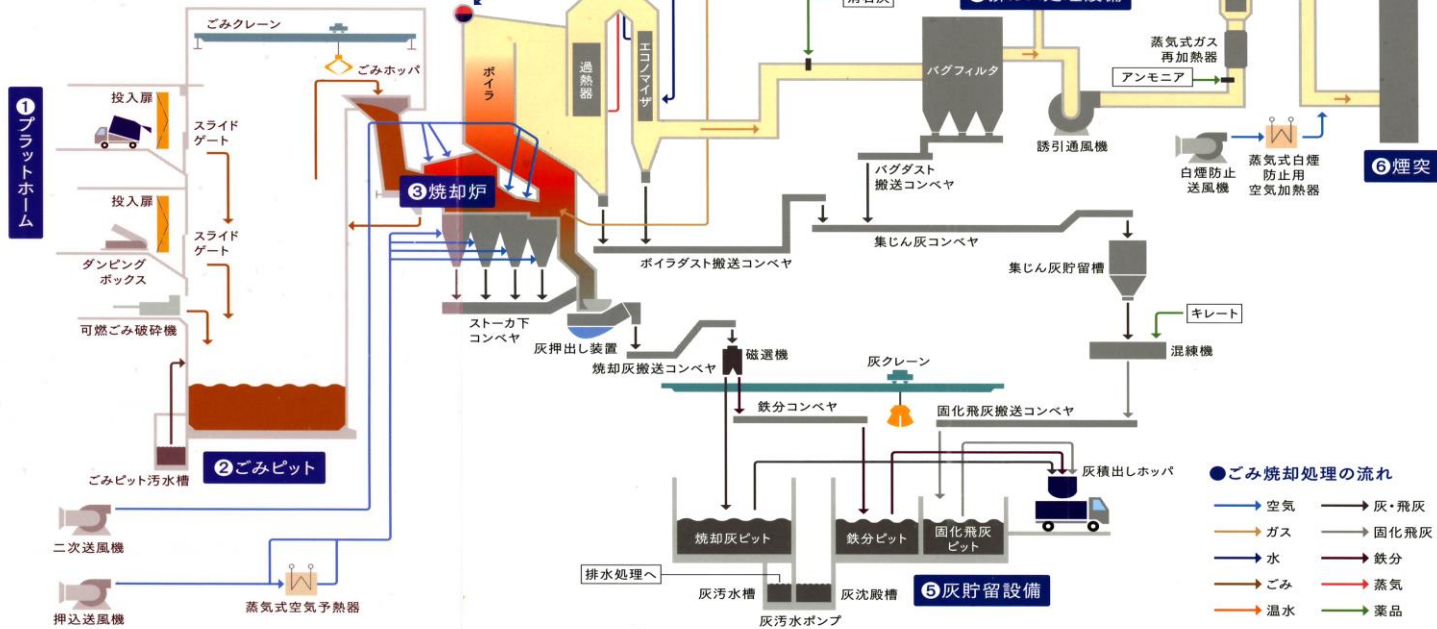 ごみクレーン
ごみホッパ
❶プラットホーム
投入扉
スライド
ゲート
投入扉
スライド
ゲート
ダンピング
ボックス
可燃ごみ破砕機
ごみピット汚水槽
❷ごみピット
二次送風機
押込送風機
蒸気式空気予熱器
ボイラ
過熱器
エコノマイザ
❸焼却炉
ストーカ下
コンベヤ
灰押出し装置
焼却灰搬送コンベヤ
磁選機
ボイラダスト搬送コンベヤ
バグフィルタ
バグダスト
搬送コンベヤ
誘引通風機
蒸気式ガス
再加熱器
アンモニア
白煙防止
送風機
蒸気式白煙
防止用
空気加熱器
❻煙突
集じん灰コンベヤ
集じん灰貯留槽
キレート
混練機
灰クレーン
鉄分コンベヤ
固化飛灰搬送コンベヤ
灰積出しホッパ
焼却灰ピット
鉄分ピット
固化飛灰
ピット
排水処理へ
灰汚水槽
灰沈殿槽
灰汚水ポンプ
❺灰貯留設備
●ごみ焼却処理の流れ
空気
灰・飛灰
ガス
固化飛灰
水
鉄分
ごみ
蒸気
温水
薬品